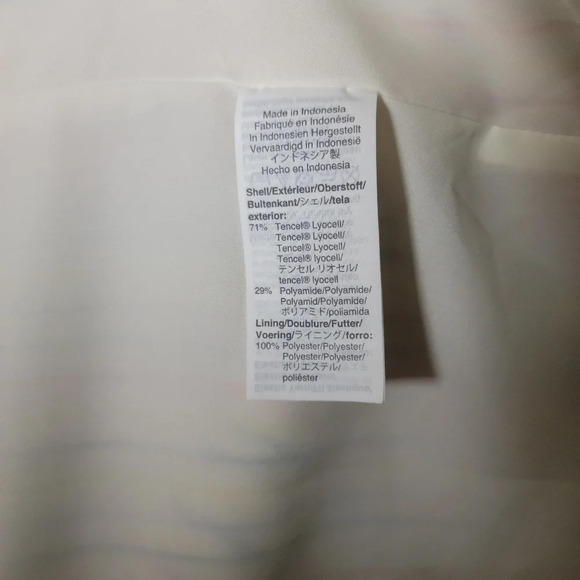 Made in Indonesia
Fabriqué en Indonésie
In Indonesien Hergestellt
Vervaardigd in Indonesië
インドネシア製
Hecho en Indonesia
Shell/Extérieur/Oberstoff/
Buitenkant/シェル/tela
exterior:
71% Tencel® Lyocell/
Tencel® Lyocell/
Tencel® Lyocell/
Tencel® lyocell/
テンセル リオセル/
tencel® lyocell
29% Polyamide/Polyamide/
Polyamid/Polyamide/
ポリアミド/poliamida
Lining/Doublure/Futter/
Voering/ライニング/forro:
100% Polyester/Polyester/
Polyester/Polyester/
ポリエステル/
poliéster